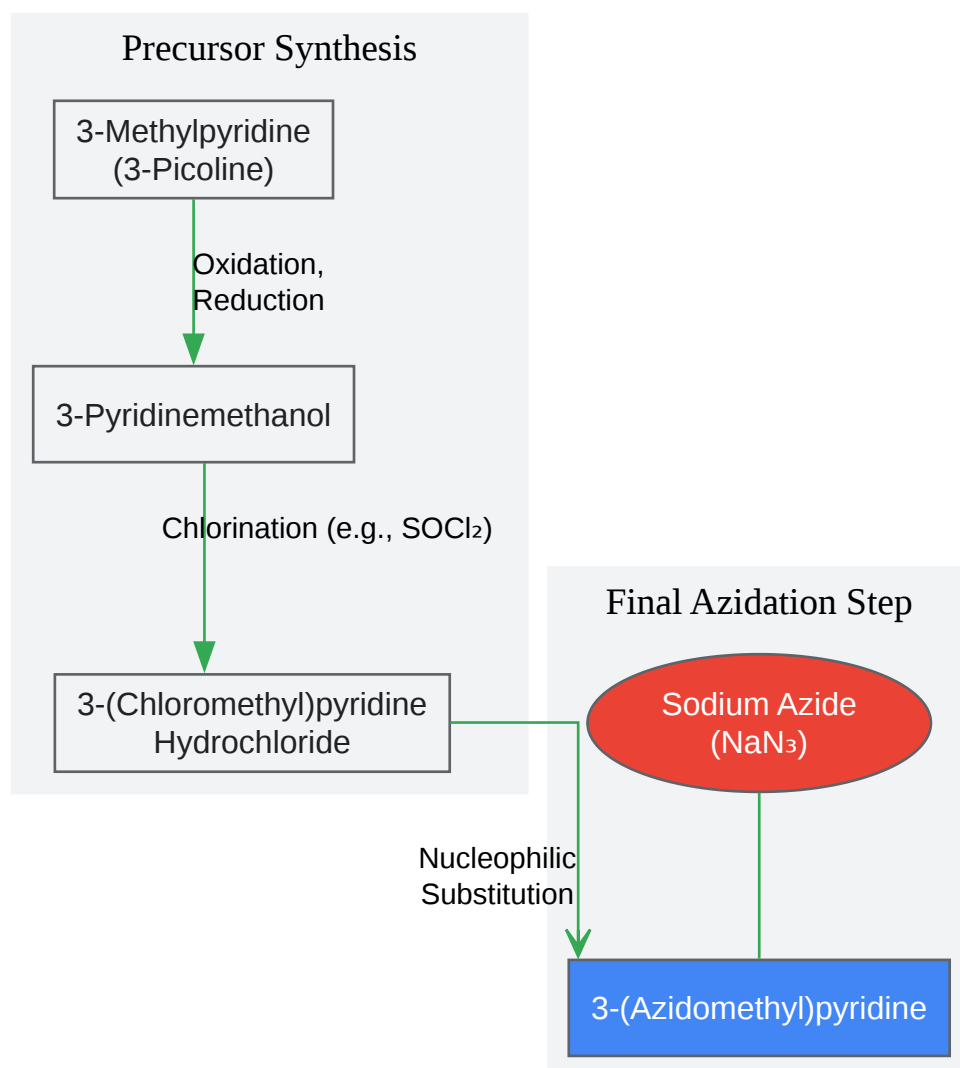 Precursor Synthesis
3-Methylpyridine
(3-Picoline)
Oxidation,
Reduction
3-Pyridinemethanol
Chlorination (e.g., SOCl₂)
3-(Chloromethyl)pyridine
Hydrochloride
Final Azidation Step
Sodium Azide
(NaN₃)
Nucleophilic
Substitution
3-(Azidomethyl)pyridine